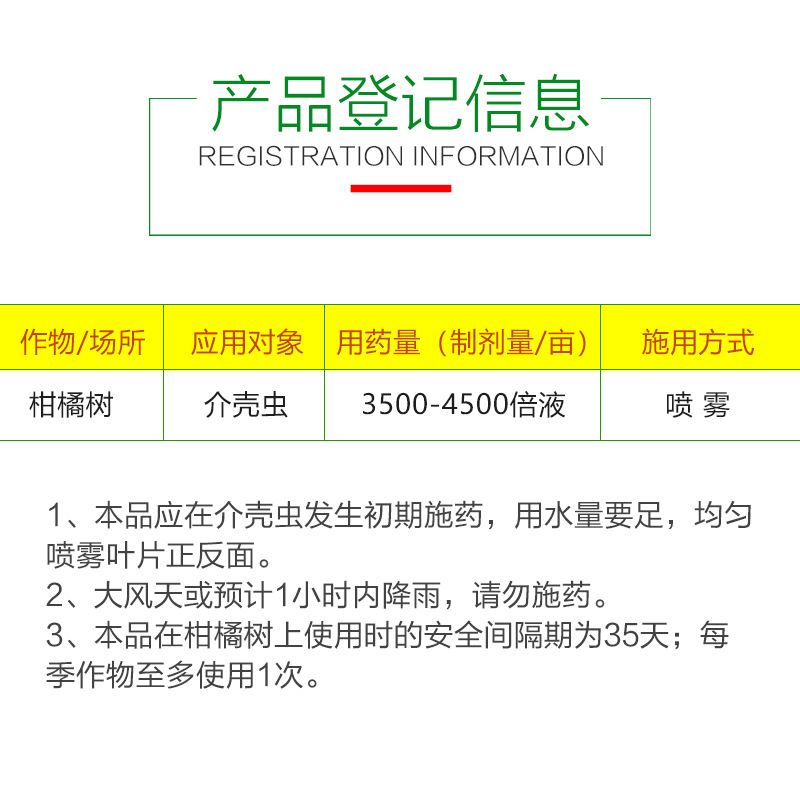 产品登记信息
REGISTRATION INFORMATION
作物/场所 应用对象 用药量（制剂量/亩） 施用方式
柑橘树 介壳虫 3500-4500倍液 喷 雾
1、本品应在介壳虫发生初期施药，用水量要足，均匀
喷雾叶片正反面。
2、大风天或预计1小时内降雨，请勿施药。
3、本品在柑橘树上使用时的安全间隔期为35天；每
季作物至多使用1次。